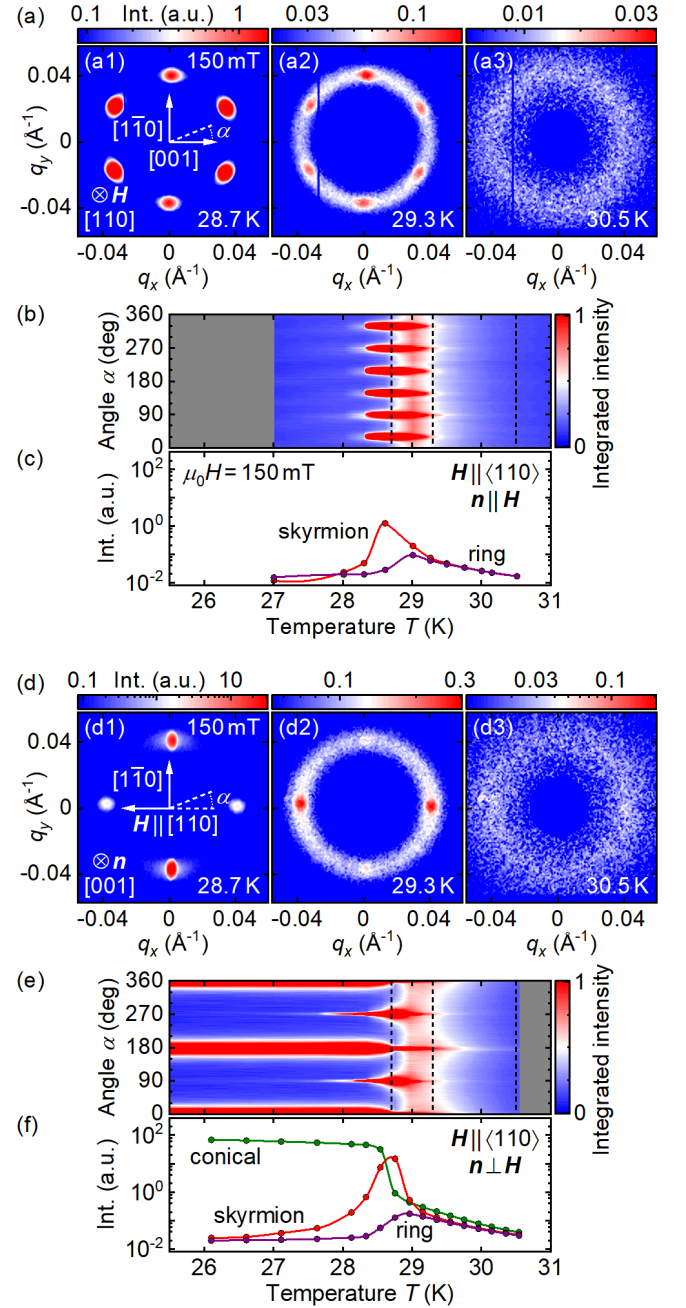 (a) 0.1 Int. (a.u.) 1 0.03 0.1 0.01 0.03
(a1) 150 mT (a2) (a3)
0.04
[11̅0]
α
q_y (Å⁻¹) 0
[001]
⊗H
-0.04 [110] 28.7 K 29.3 K 30.5 K
-0.04 0 0.04 -0.04 0 0.04 -0.04 0 0.04
q_x (Å⁻¹) q_x (Å⁻¹) q_x (Å⁻¹)
(b)
Angle α (deg)
360
270
180
90
0
1
0
Integrated intensity
(c)
Int. (a.u.)
10²
10⁰
10⁻²
μ₀H = 150 mT H || ⟨110⟩
n || H
skyrmion
ring
26 27 28 29 30 31
Temperature T (K)
(d) 0.1 Int. (a.u.) 10 0.1 0.3 0.03 0.1
(d1) 150 mT (d2) (d3)
0.04
[11̅0]
α
q_y (Å⁻¹) 0
H || [110]
⊗n
-0.04 [001] 28.7 K 29.3 K 30.5 K
-0.04 0 0.04 -0.04 0 0.04 -0.04 0 0.04
q_x (Å⁻¹) q_x (Å⁻¹) q_x (Å⁻¹)
(e)
Angle α (deg)
360
270
180
90
0
1
0
Integrated intensity
(f)
Int. (a.u.)
10²
10⁰
10⁻²
H || ⟨110⟩
n ⊥ H
conical
skyrmion
ring
26 27 28 29 30 31
Temperature T (K)